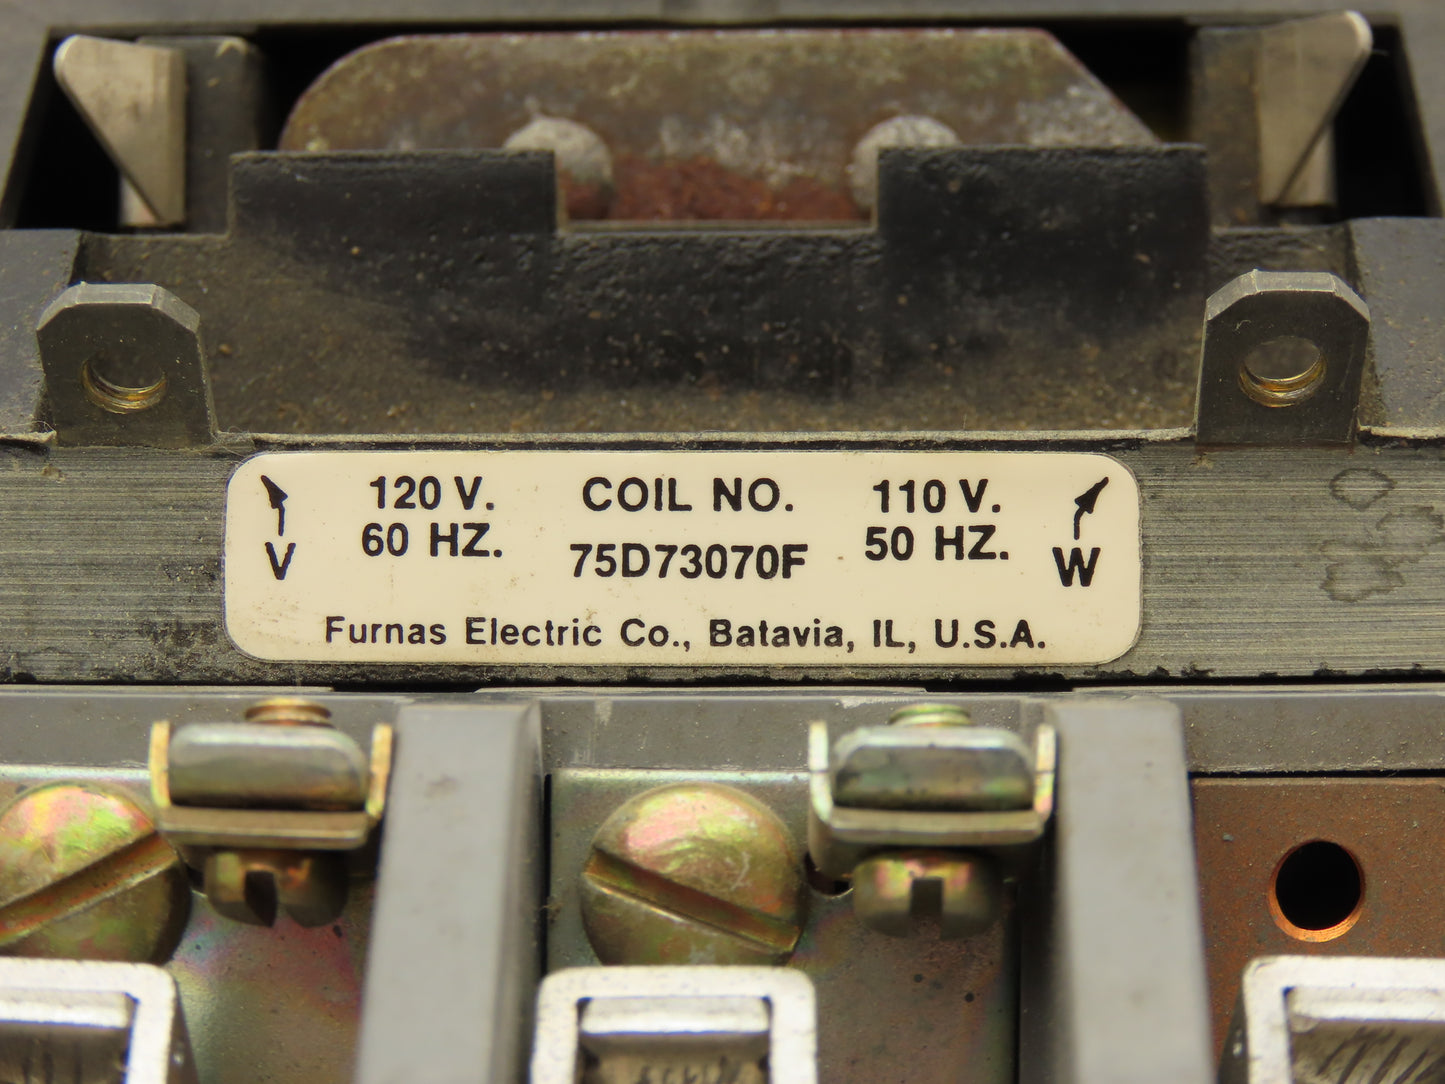 120 V. COIL NO. 110 V.
60 HZ. 75D73070F 50 HZ.
V W
Furnas Electric Co., Batavia, IL, U.S.A.